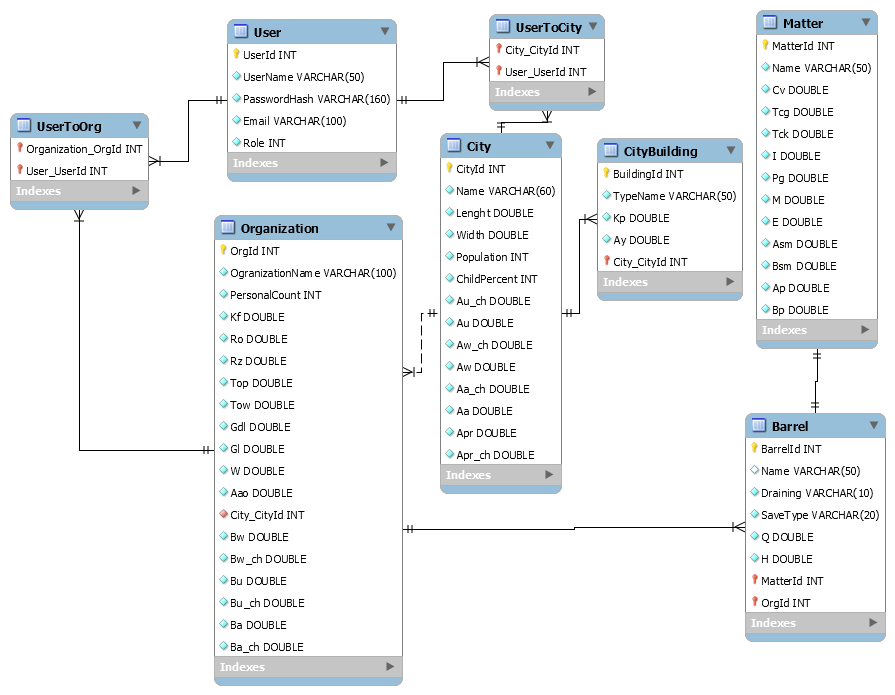 User
UserId INT
UserName VARCHAR(50)
PasswordHash VARCHAR(160)
Email VARCHAR(100)
Role INT
Indexes
UserToCity
City_CityId INT
User_UserId INT
Indexes
Matter
MatterId INT
Name VARCHAR(50)
Cv DOUBLE
Tcg DOUBLE
Tck DOUBLE
I DOUBLE
Pg DOUBLE
M DOUBLE
E DOUBLE
Asm DOUBLE
Bsm DOUBLE
Ap DOUBLE
Bp DOUBLE
Indexes
UserToOrg
Organization_OrgId INT
User_UserId INT
Indexes
City
CityId INT
Name VARCHAR(60)
Lenght DOUBLE
Width DOUBLE
Population INT
ChildPercent INT
Au_ch DOUBLE
Au DOUBLE
Aw_ch DOUBLE
Aw DOUBLE
Aa_ch DOUBLE
Aa DOUBLE
Apr DOUBLE
Apr_ch DOUBLE
Indexes
CityBuilding
BuildingId INT
TypeName VARCHAR(50)
Kp DOUBLE
Ay DOUBLE
City_CityId INT
Indexes
Organization
OrgId INT
OgranizationName VARCHAR(100)
PersonalCount INT
Kf DOUBLE
Ro DOUBLE
Rz DOUBLE
Top DOUBLE
Tow DOUBLE
Gdl DOUBLE
Gl DOUBLE
W DOUBLE
Aao DOUBLE
City_CityId INT
Bw DOUBLE
Bw_ch DOUBLE
Bu DOUBLE
Bu_ch DOUBLE
Ba DOUBLE
Ba_ch DOUBLE
Indexes
Barrel
BarrelId INT
Name VARCHAR(50)
Draining VARCHAR(10)
SaveType VARCHAR(20)
Q DOUBLE
H DOUBLE
MatterId INT
OrgId INT
Indexes